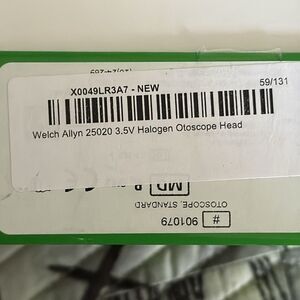 X0049LR3A7 - NEW
59/131
Welch Allyn 25020 3.5V Halogen Otoscope Head
MD
OTOSCOPE, STANDARD
# 901079